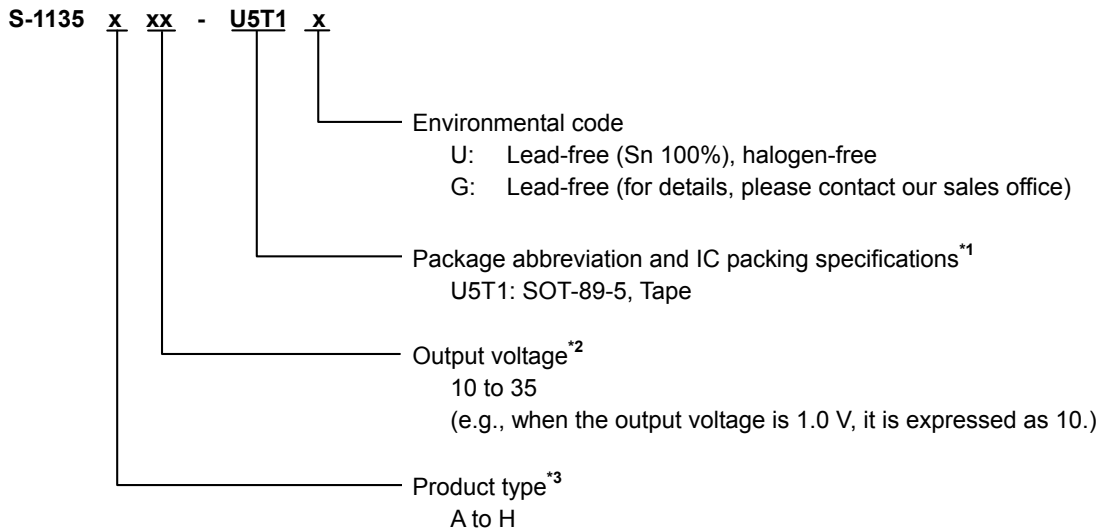 S-1135 x xx - U5T1 x
Environmental code
U: Lead-free (Sn 100%), halogen-free
G: Lead-free (for details, please contact our sales office)
Package abbreviation and IC packing specifications*1
U5T1: SOT-89-5, Tape
Output voltage*2
10 to 35
(e.g., when the output voltage is 1.0 V, it is expressed as 10.)
Product type*3
A to H